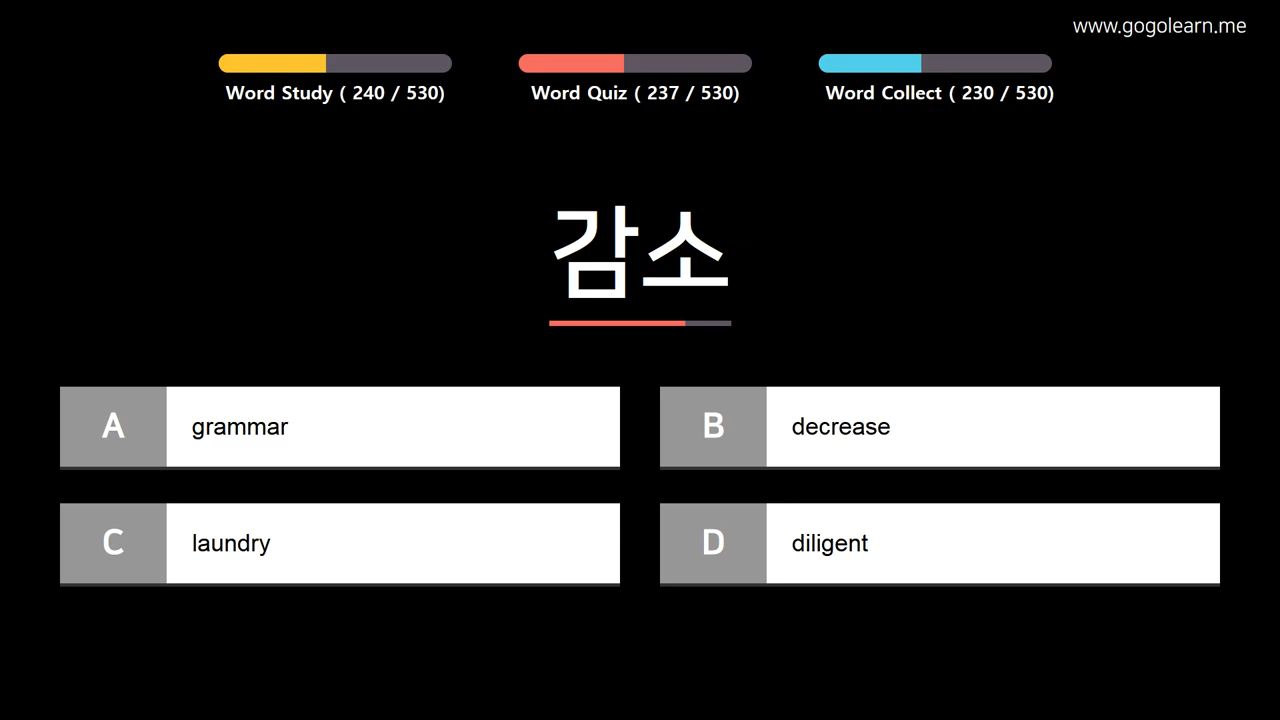 www.gogolearn.me
Word Study ( 240 / 530)
Word Quiz ( 237 / 530)
Word Collect ( 230 / 530)
감소
A grammar
B decrease
C laundry
D diligent